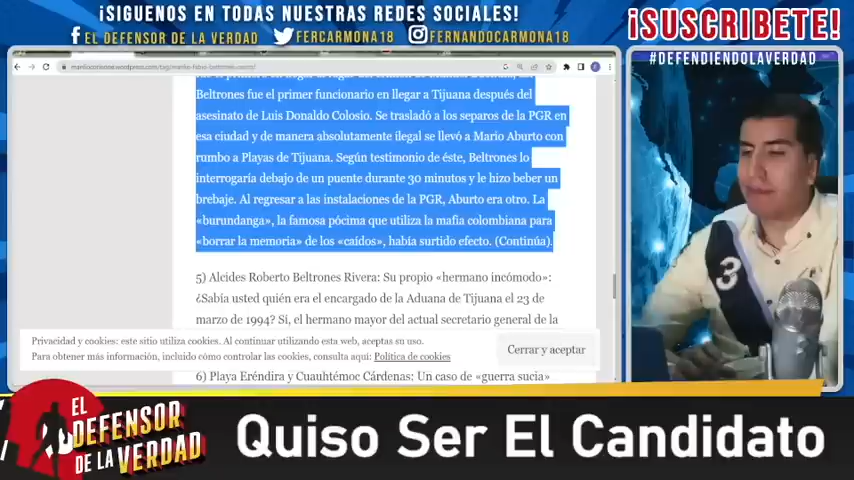 ¡SIGUENOS EN TODAS NUESTRAS REDES SOCIALES!
EL DEFENSOR DE LA VERDAD
FERCARMONA18
FERNANDOCARMONA18
¡SUSCRIBETE!
#DEFENDIENDOLAVERDAD
Beltrones fue el primer funcionario en llegar a Tijuana después del
asesinato de Luis Donaldo Colosio. Se trasladó a los separos de la PGR en
esa ciudad y de manera absolutamente ilegal se llevó a Mario Aburto con
rumbo a Playas de Tijuana. Según testimonio de éste, Beltrones lo
interrogaría debajo de un puente durante 30 minutos y le hizo beber un
brebaje. Al regresar a las instalaciones de la PGR, Aburto era otro. La
«burundanga», la famosa pócima que utiliza la mafia colombiana para
«borrar la memoria» de los «caídos», había surtido efecto. (Continúa).
5) Alcides Roberto Beltrones Rivera: Su propio «hermano incómodo»:
¿Sabía usted quién era el encargado de la Aduana de Tijuana el 23 de
marzo de 1994? Sí, el hermano mayor del actual secretario general de la
Privacidad y cookies: este sitio utiliza cookies. Al continuar utilizando esta web, aceptas su uso.
Para obtener más información, incluido cómo controlar las cookies, consulta aquí: Política de cookies
Cerrar y aceptar
6) Playa Eréndira y Cuauhtémoc Cárdenas: Un caso de «guerra sucia»
3
EL
DEFENSOR
DE LA VERDAD
Quiso Ser El Candidato